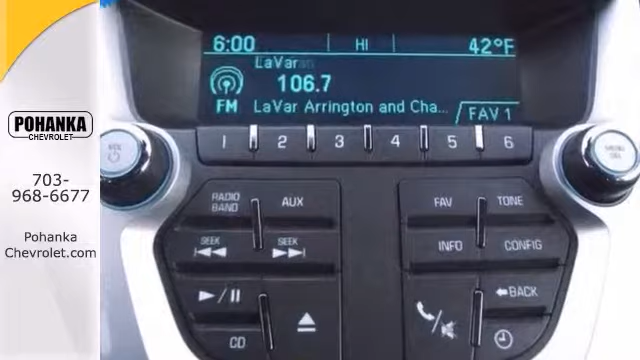 POHANKA
CHEVROLET
703-
968-6677
Pohanka
Chevrolet.com
6:00 HI 42°F
LaVar
106.7
FM LaVar Arrington and Cha... FAV 1
1 2 3 4 5 6
RADIO BAND AUX FAV TONE
SEEK SEEK INFO CONFIG
BACK
CD